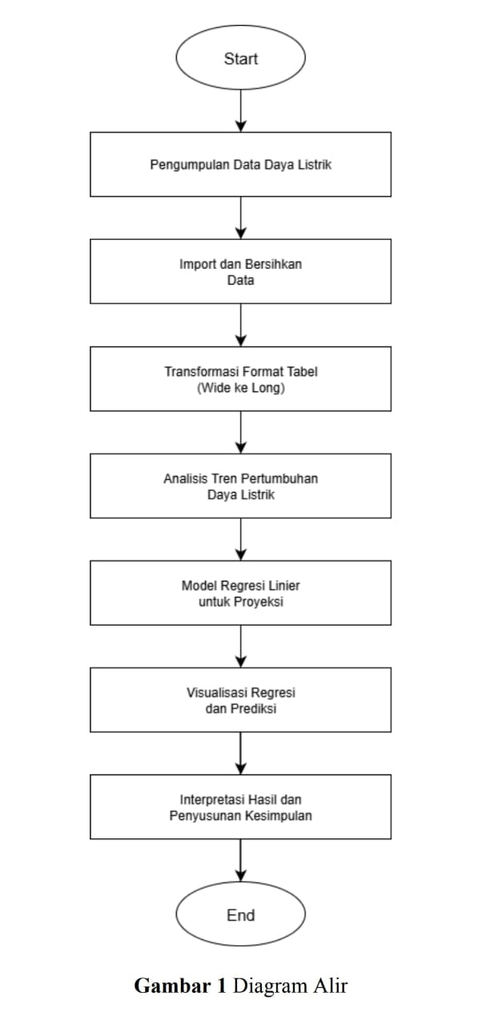 Start
Pengumpulan Data Daya Listrik
Import dan Bersihkan
Data
Transformasi Format Tabel
(Wide ke Long)
Analisis Tren Pertumbuhan
Daya Listrik
Model Regresi Linier
untuk Proyeksi
Visualisasi Regresi
dan Prediksi
Interpretasi Hasil dan
Penyusunan Kesimpulan
End
Gambar 1 Diagram Alir